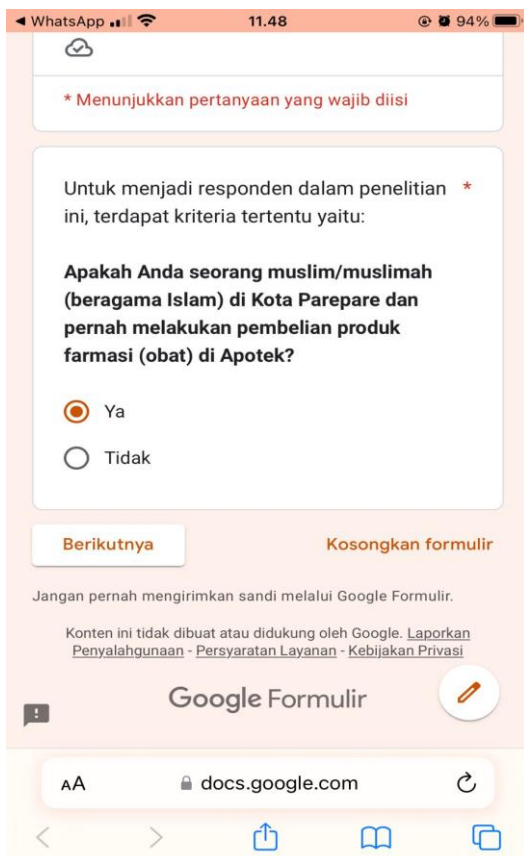 WhatsApp
11.48
94%
* Menunjukkan pertanyaan yang wajib diisi
Untuk menjadi responden dalam penelitian *
ini, terdapat kriteria tertentu yaitu:
Apakah Anda seorang muslim/muslimah
(beragama Islam) di Kota Parepare dan
pernah melakukan pembelian produk
farmasi (obat) di Apotek?
Ya
Tidak
Berikutnya
Kosongkan formulir
Jangan pernah mengirimkan sandi melalui Google Formulir.
Konten ini tidak dibuat atau didukung oleh Google. Laporkan
Penyalahgunaan - Persyaratan Layanan - Kebijakan Privasi
Google Formulir
AA
docs.google.com